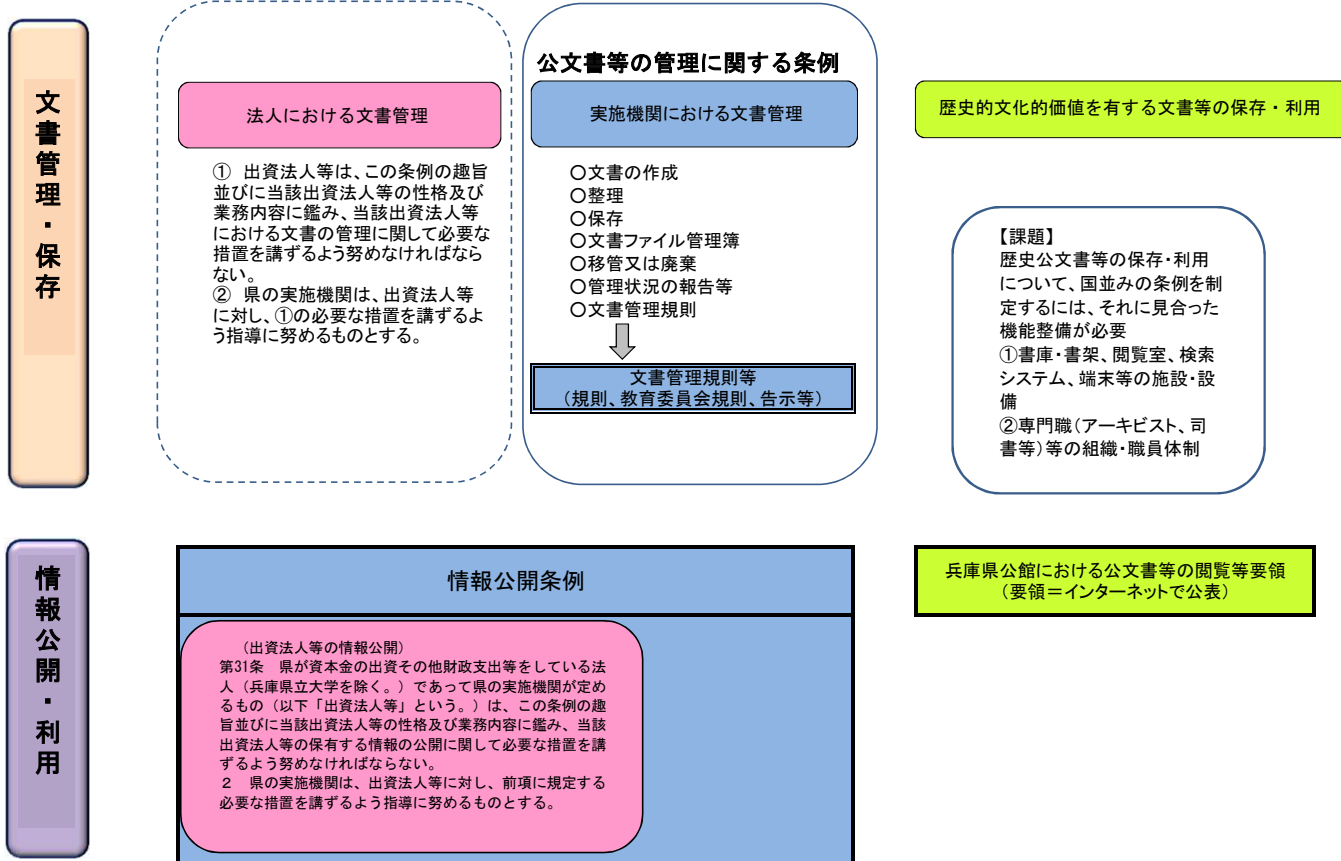 文書管理・保存
公文書等の管理に関する条例
法人における文書管理
① 出資法人等は、この条例の趣旨
並びに当該出資法人等の性格及び
業務内容に鑑み、当該出資法人等
における文書の管理に関して必要な
措置を講ずるよう努めなければなら
ない。
② 県の実施機関は、出資法人等
に対し、①の必要な措置を講ずるよ
う指導に努めるものとする。
実施機関における文書管理
〇文書の作成
〇整理
〇保存
〇文書ファイル管理簿
〇移管又は廃棄
〇管理状況の報告等
〇文書管理規則
文書管理規則等
（規則、教育委員会規則、告示等）
歴史的文化的価値を有する文書等の保存・利用
【課題】
歴史公文書等の保存・利用
について、国並みの条例を制
定するには、それに見合った
機能整備が必要
①書庫・書架、閲覧室、検索
システム、端末等の施設・設
備
②専門職（アーキビスト、司
書等）等の組織・職員体制
情報公開・利用
情報公開条例
（出資法人等の情報公開）
第31条 県が資本金の出資その他財政支出等をしている法
人（兵庫県立大学を除く。）であって県の実施機関が定め
るもの（以下「出資法人等」という。）は、この条例の趣
旨並びに当該出資法人等の性格及び業務内容に鑑み、当該
出資法人等の保有する情報の公開に関して必要な措置を講
ずるよう努めなければならない。
２ 県の実施機関は、出資法人等に対し、前項に規定する
必要な措置を講ずるよう指導に努めるものとする。
兵庫県公館における公文書等の閲覧等要領
（要領＝インターネットで公表）